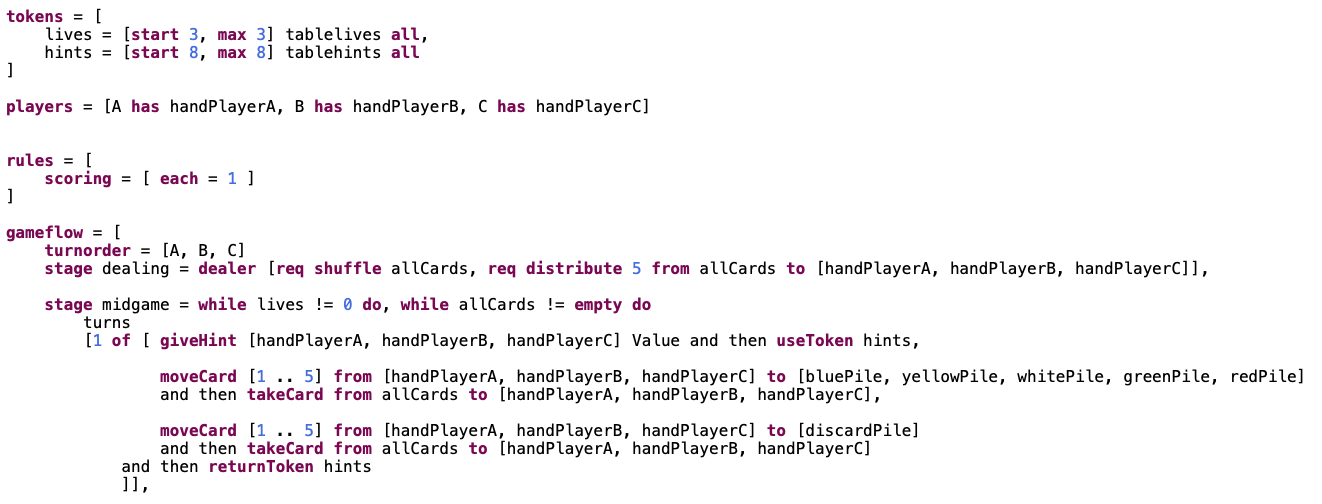 tokens = [
    lives = [start 3, max 3] tablelives all,
    hints = [start 8, max 8] tablehints all
]

players = [A has handPlayerA, B has handPlayerB, C has handPlayerC]


rules = [
    scoring = [ each = 1 ]
]

gameflow = [
    turnorder = [A, B, C]
    stage dealing = dealer [req shuffle allCards, req distribute 5 from allCards to [handPlayerA, handPlayerB, handPlayerC]],

    stage midgame = while lives != 0 do, while allCards != empty do
        turns
        [1 of [ giveHint [handPlayerA, handPlayerB, handPlayerC] Value and then useToken hints,

                moveCard [1 .. 5] from [handPlayerA, handPlayerB, handPlayerC] to [bluePile, yellowPile, whitePile, greenPile, redPile]
                and then takeCard from allCards to [handPlayerA, handPlayerB, handPlayerC],

                moveCard [1 .. 5] from [handPlayerA, handPlayerB, handPlayerC] to [discardPile]
                and then takeCard from allCards to [handPlayerA, handPlayerB, handPlayerC]
            and then returnToken hints
            ]],